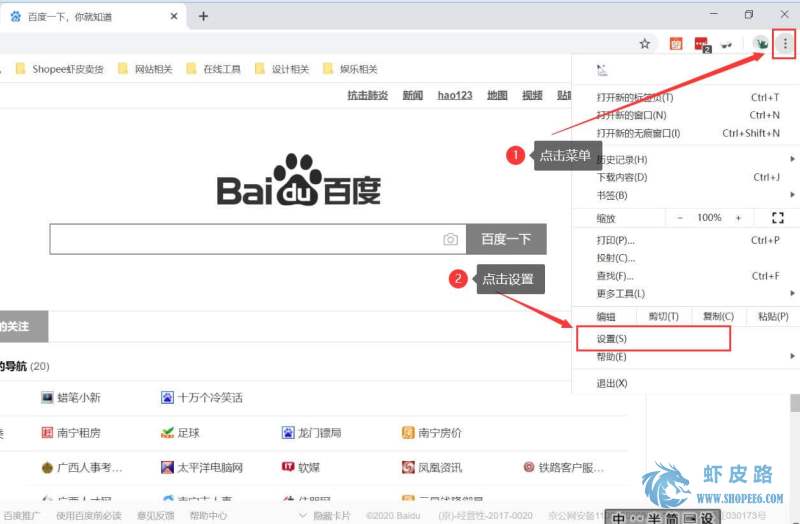 百度一下，你就知道
Shopee虾皮卖货 网站相关 在线工具 设计相关 娱乐相关
2
抗击肺炎 新闻 hao123 地图 视频 贴
打开新的标签页(T) Ctrl+T
打开新的窗口(N) Ctrl+N
打开新的无痕窗口(I) Ctrl+Shift+N
1 点击菜单
历史记录(H)
下载内容(D) Ctrl+J
书签(B)
缩放 - 100% +
Bai du 百度
百度一下
打印(P)... Ctrl+P
投射(C)...
查找(F)... Ctrl+F
更多工具(L)
2 点击设置
编辑 剪切(T) 复制(C) 粘贴(P)
的关注
设置(S)
帮助(E)
退出(X)
的导航 (20)
蜡笔小新 十万个冷笑话
南宁租房 足球 龙门镖局 南宁房价
广西人事考... 太平洋电脑网 软媒 凤凰资讯 铁路客户服...
虾皮路
WWW.SHOPEE6.COM
百度推广 使用百度前必读 意见反馈 帮助中心 隐藏卡片 ©2020 Baidu (京)-经营性-2017-0020 京公网安备11 030173号
中 半 简 设